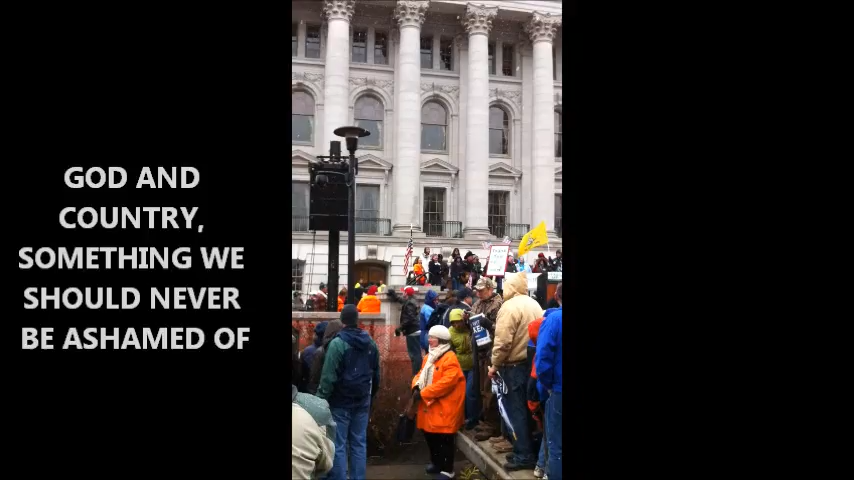 GOD AND
COUNTRY,
SOMETHING WE
SHOULD NEVER
BE ASHAMED OF